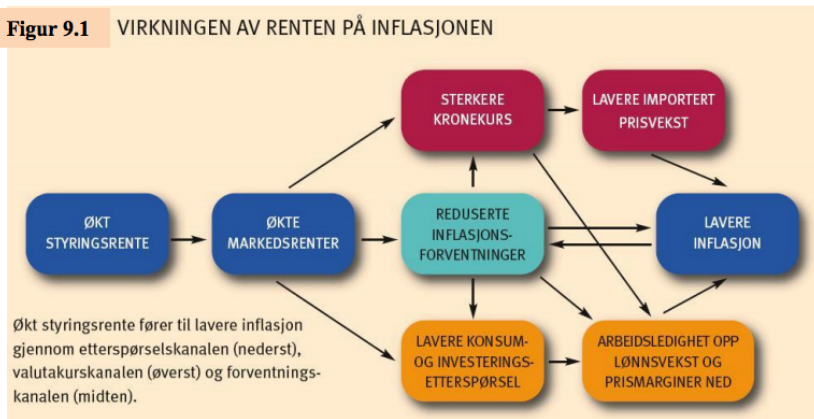 Figur 9.1
VIRKNINGEN AV RENTEN PÅ INFLASJONEN
STERKERE
KRONEKURS
LAVERE IMPORTERT
PRISVEKST
ØKT
STYRINGSRENTE
ØKTE
MARKEDSRENTER
REDUSERTE
INFLASJONS-
FORVENTNINGER
LAVERE
INFLASJON
Økt styringsrente fører til lavere inflasjon
gjennom etterspørselskanalen (nederst),
valutakurskanalen (øverst) og forventnings-
kanalen (midten).
LAVERE KONSUM-
OG INVESTERINGS-
ETTERSPØRSEL
ARBEIDSLEDIGHET OPP
LØNNSVEKST OG
PRISMARGINER NED